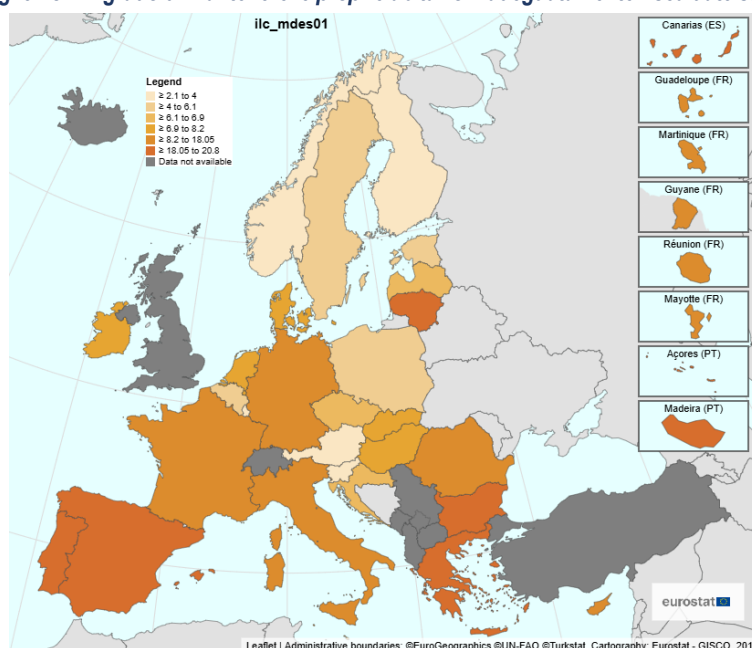 ilc_mdes01
Legend
≥ 2.1 to 4
≥ 4 to 6.1
≥ 6.1 to 6.9
≥ 6.9 to 8.2
≥ 8.2 to 18.05
≥ 18.05 to 20.8
Data not available
Canarias (ES)
Guadeloupe (FR)
Martinique (FR)
Guyane (FR)
Réunion (FR)
Mayotte (FR)
Açores (PT)
Madeira (PT)
eurostat
Leaflet | Administrative boundaries: ©EuroGeographics ©UN-FAO ©Turkstat, Cartography: Eurostat - GISCO, 201